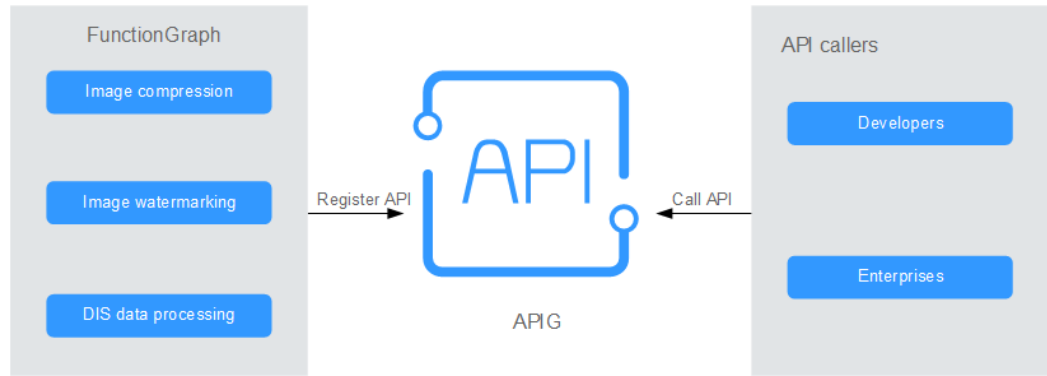 FunctionGraph
Image compression
Image watermarking
DIS data processing
Register API
API
APIG
Call API
API callers
Developers
Enterprises